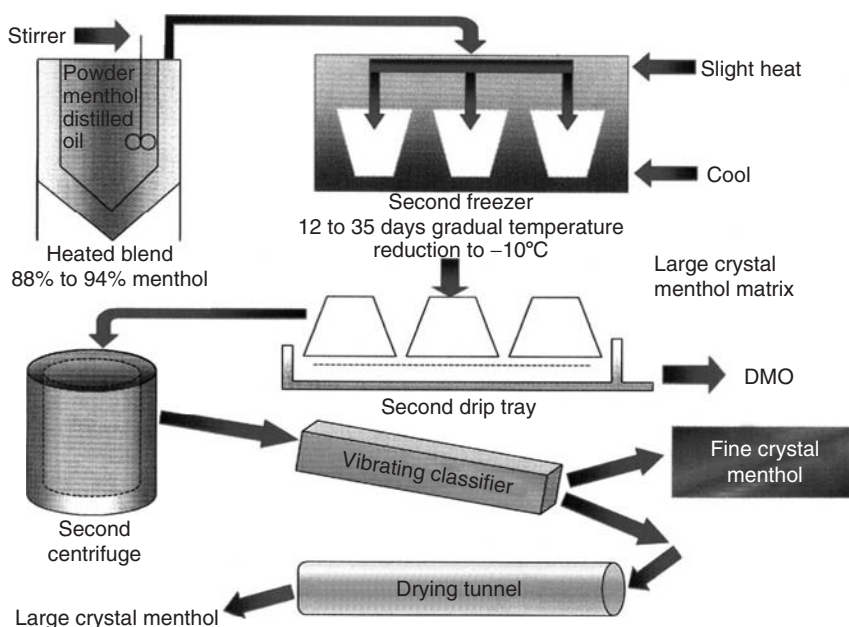 Stirrer
Powder
menthol
distilled
oil
Heated blend
88% to 94% menthol
Slight heat
Cool
Second freezer
12 to 35 days gradual temperature
reduction to –10°C
Large crystal
menthol matrix
DMO
Second drip tray
Second
centrifuge
Vibrating classifier
Fine crystal
menthol
Drying tunnel
Large crystal menthol